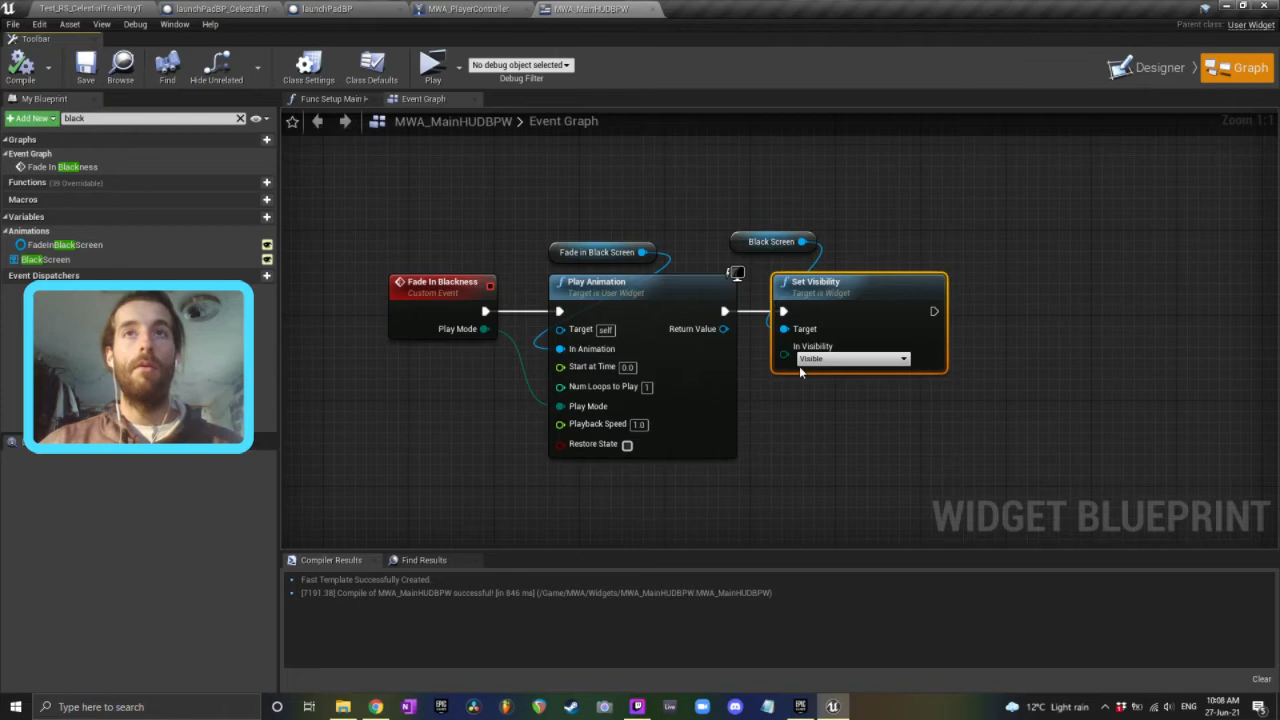 Test_RS_CelestialTrialEntryT
launchPadBP_CelestialTr
launchPadBP
MWA_PlayerController
MWA_MainHUDBPW
File Edit Asset View Debug Window Help
Parent class: User Widget
Toolbar
Compile
Save
Browse
Find
Hide Unrelated
Class Settings
Class Defaults
Play
No debug object selected
Debug Filter
Designer
Graph
My Blueprint
Func Setup Main H
Event Graph
+Add New
black
MWA_MainHUDBPW > Event Graph
Zoom 1:1
Graphs
Event Graph
Fade In Blackness
Functions (39 Overridable)
Macros
Variables
Animations
FadeInBlackScreen
BlackScreen
Event Dispatchers
Fade in Black Screen
Black Screen
Fade In Blackness
Custom Event
Play Mode
Play Animation
Target is User Widget
Target self
Return Value
In Animation
Start at Time 0.0
Num Loops to Play 1
Play Mode
Playback Speed 1.0
Restore State
Set Visibility
Target is Widget
Target
In Visibility
Visible
WIDGET BLUEPRINT
Compiler Results
Find Results
Fast Template Successfully Created.
[7191.38] Compile of MWA_MainHUDBPW successful! [in 846 ms] (/Game/MWA/Widgets/MWA_MainHUDBPW.MWA_MainHUDBPW)
Clear
Type here to search
Live
12°C Light rain
10:08 AM
27-Jun-21